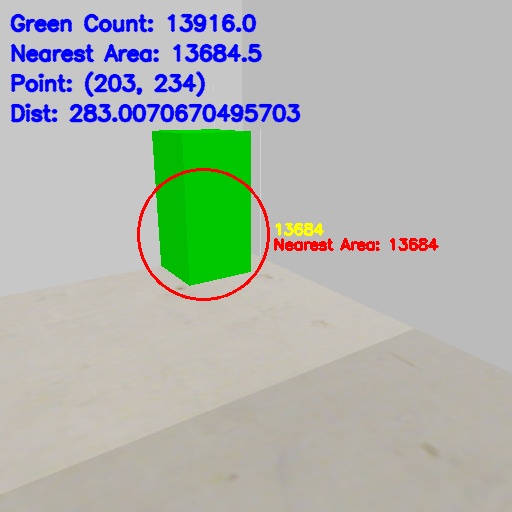 Green Count: 13916.0
Nearest Area: 13684.5
Point: (203, 234)
Dist: 283.0070670495703
13684
Nearest Area: 13684